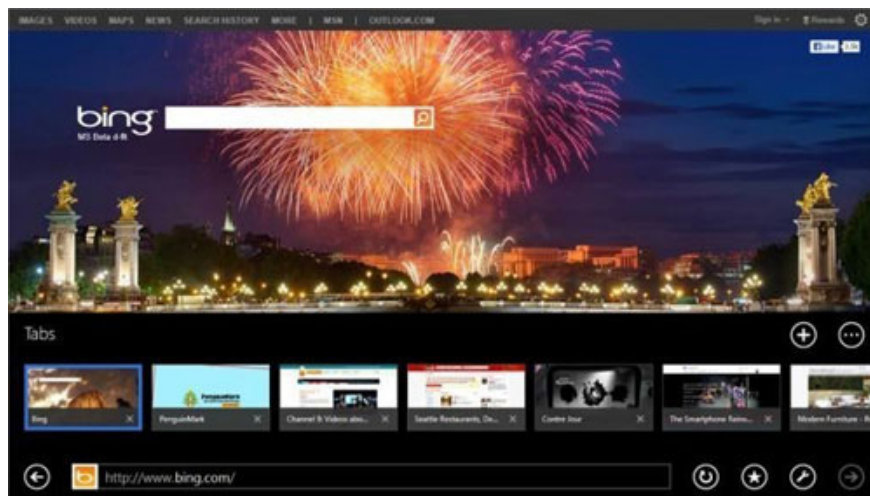 IMAGES VIDEOS MAPS NEWS SEARCH HISTORY MORE | MSN | OUTLOOK.COM
Sign in
Rewards
Like
bing
Tabs
Bing
PenguinMark
Channel 9: Videos abo...
Seattle Restaurants, De...
Contre Jour
The Smartphone Rein...
Modern Furniture - B
http://www.bing.com/